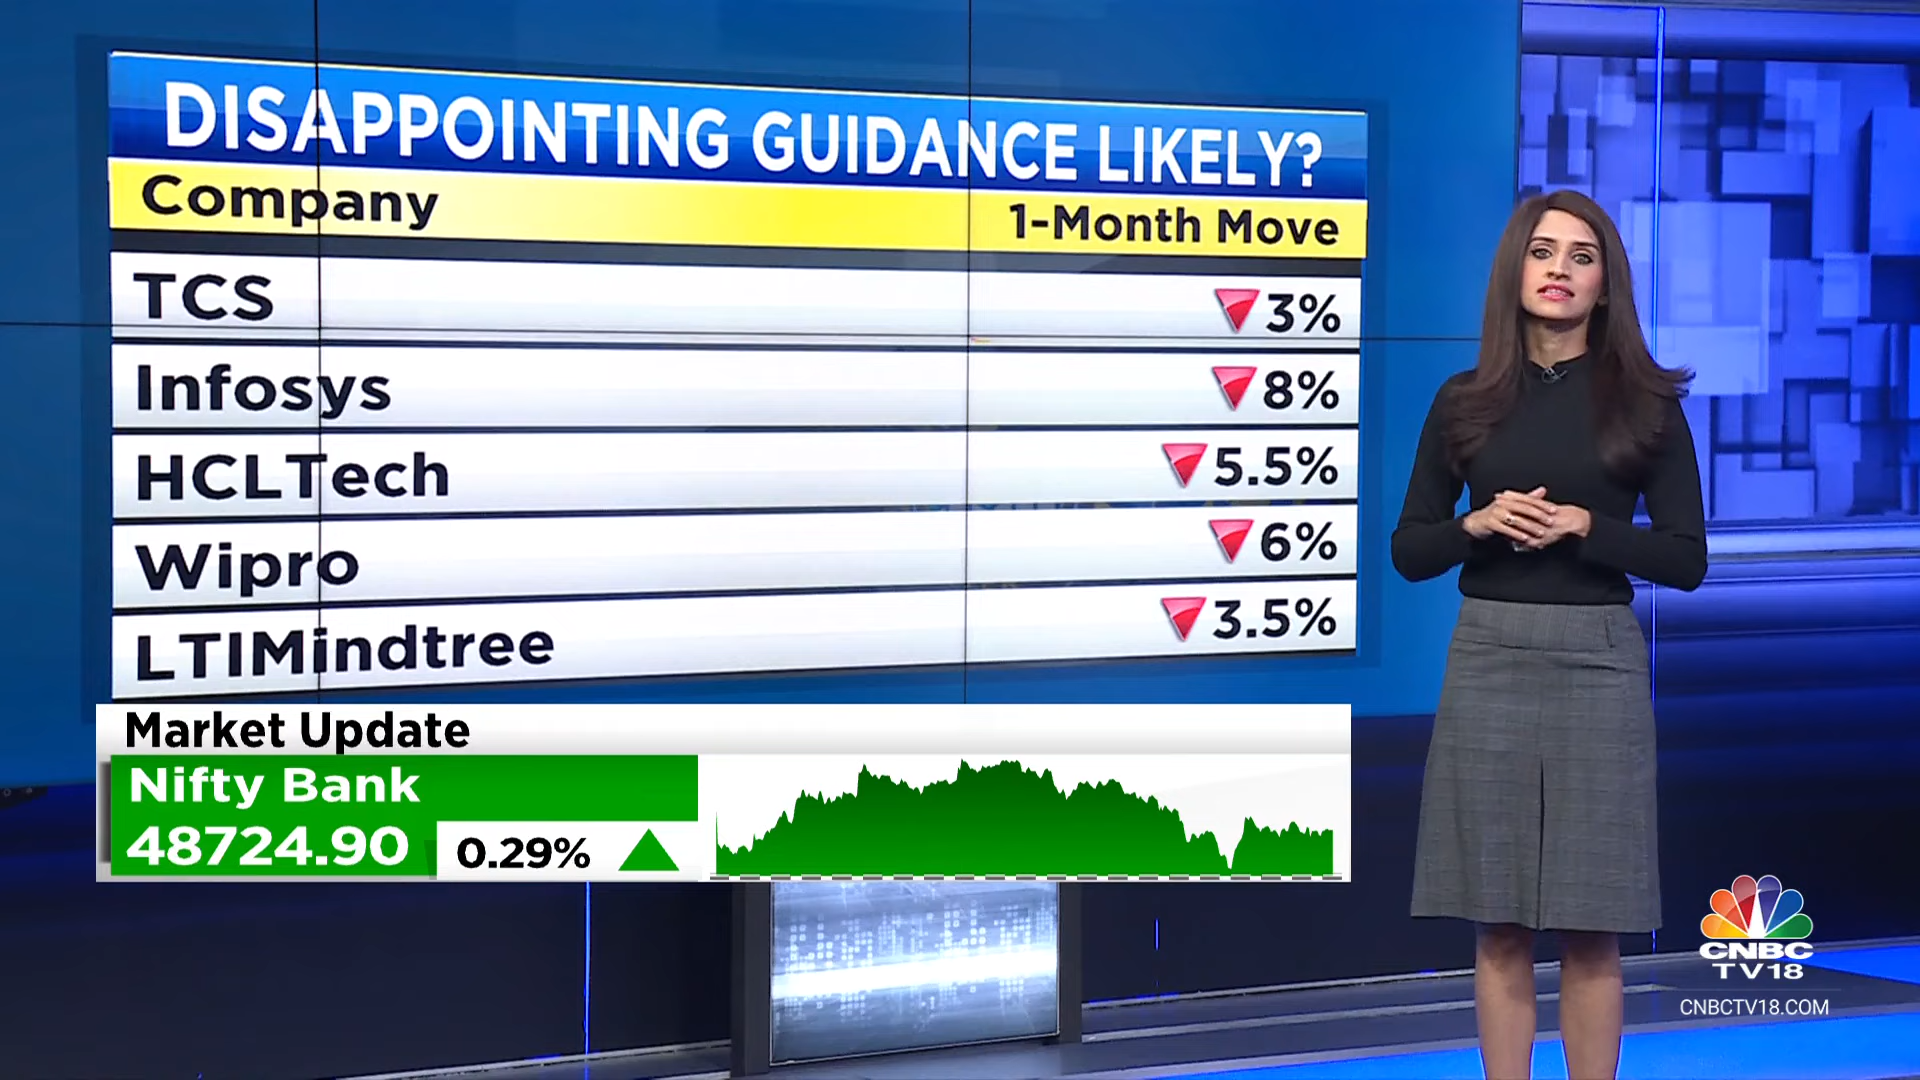 DISAPPOINTING GUIDANCE LIKELY?
Company 1-Month Move
TCS ▼3%
Infosys ▼8%
HCLTech ▼5.5%
Wipro ▼6%
LTIMindtree ▼3.5%
Market Update
Nifty Bank
48724.90 0.29% ▲
CNBC
TV18
CNBCTV18.COM